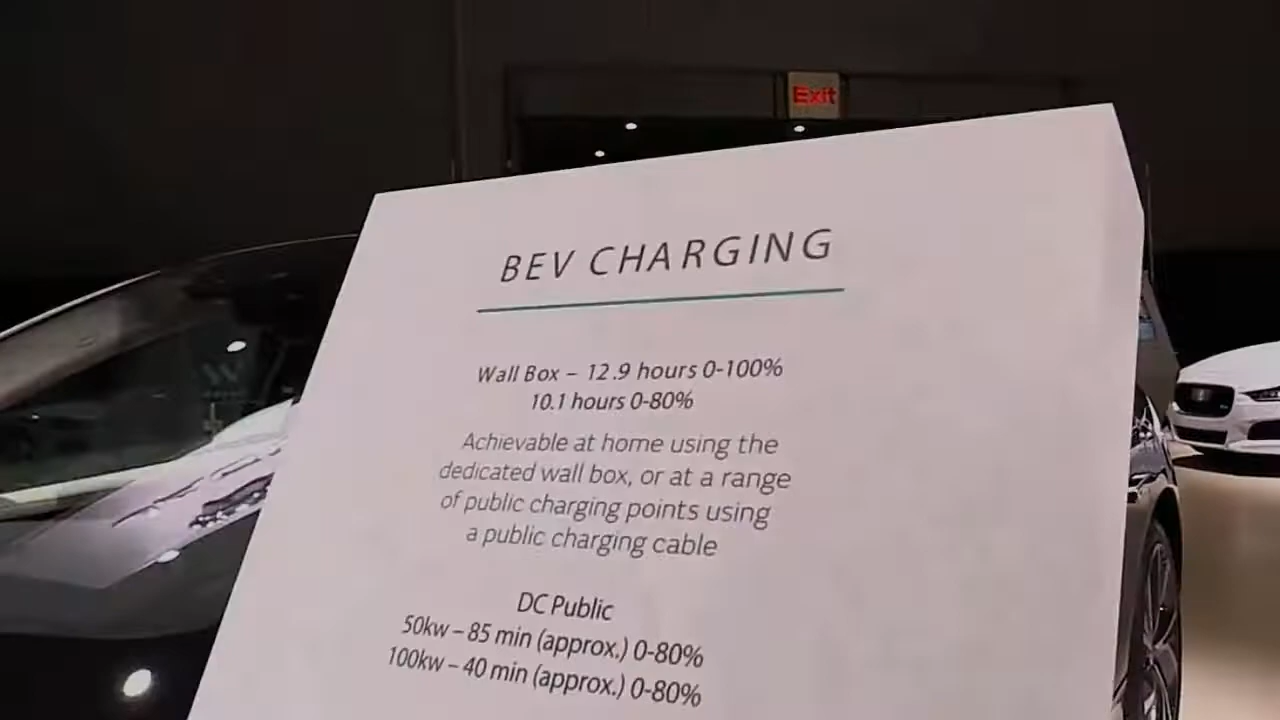 Exit
BEV CHARGING
Wall Box – 12.9 hours 0-100%
10.1 hours 0-80%
Achievable at home using the
dedicated wall box, or at a range
of public charging points using
a public charging cable
DC Public
50kw – 85 min (approx.) 0-80%
100kw – 40 min (approx.) 0-80%